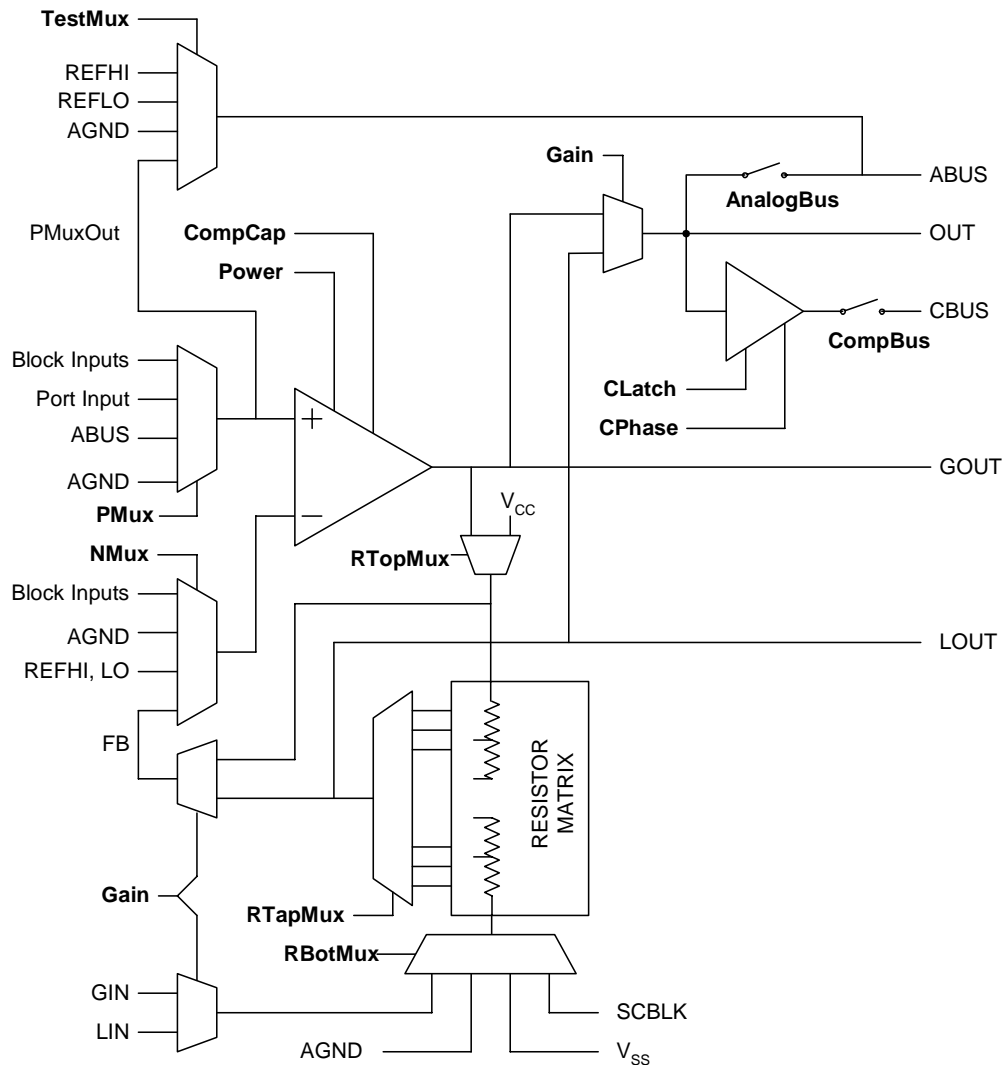 TestMux
REFHI
REFLO
AGND
PMuxOut
Gain
AnalogBus
ABUS
OUT
CBUS
CompBus
CompCap
Power
CLatch
CPhase
Block Inputs
Port Input
ABUS
AGND
PMux
GOUT
VCC
RTopMux
NMux
Block Inputs
AGND
REFHI, LO
FB
LOUT
RESISTOR
MATRIX
Gain
RTapMux
RBotMux
GIN
LIN
AGND
SCBLK
VSS